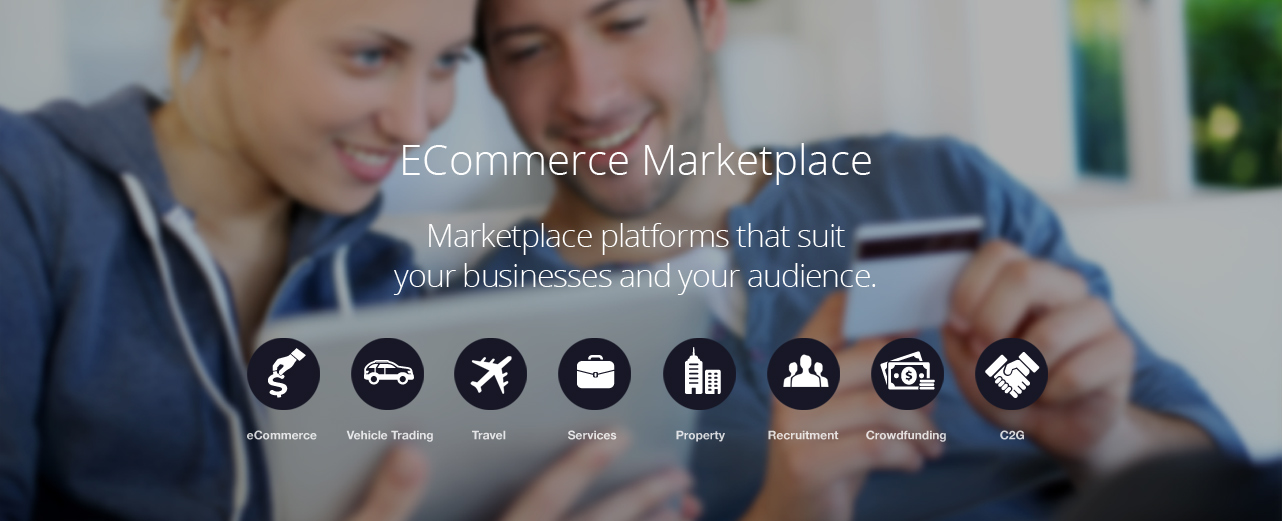 ECommerce Marketplace
Marketplace platforms that suit
your businesses and your audience.
eCommerce Vehicle Trading Travel Services Property Recruitment Crowdfunding C2G